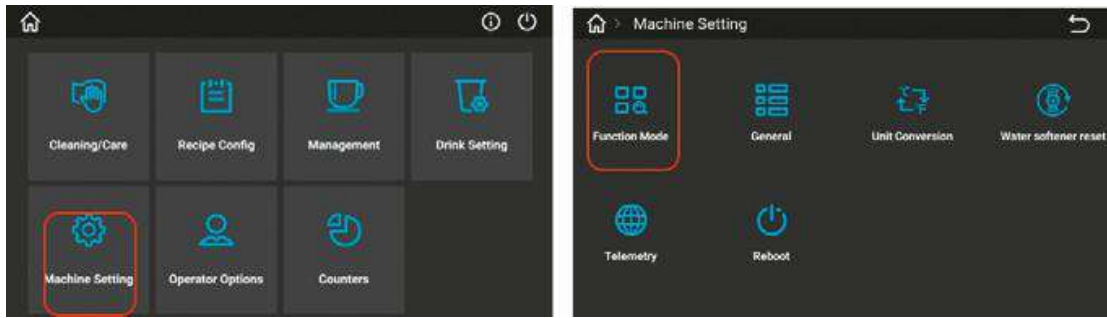 Cleaning/Care
Recipe Config
Management
Drink Setting
Machine Setting
Operator Options
Counters
Machine Setting
Function Mode
General
Unit Conversion
Water softener reset
Telemetry
Reboot